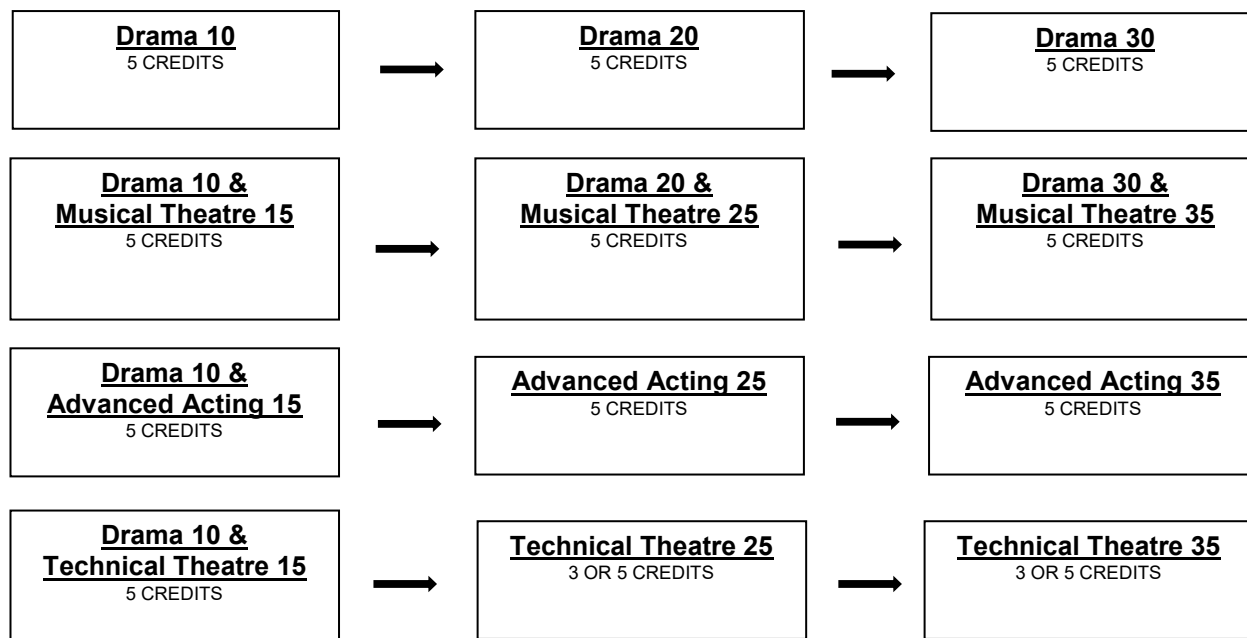 Drama 10
5 CREDITS
Drama 20
5 CREDITS
Drama 30
5 CREDITS
Drama 10 &
Musical Theatre 15
5 CREDITS
Drama 20 &
Musical Theatre 25
5 CREDITS
Drama 30 &
Musical Theatre 35
5 CREDITS
Drama 10 &
Advanced Acting 15
5 CREDITS
Advanced Acting 25
5 CREDITS
Advanced Acting 35
5 CREDITS
Drama 10 &
Technical Theatre 15
5 CREDITS
Technical Theatre 25
3 OR 5 CREDITS
Technical Theatre 35
3 OR 5 CREDITS